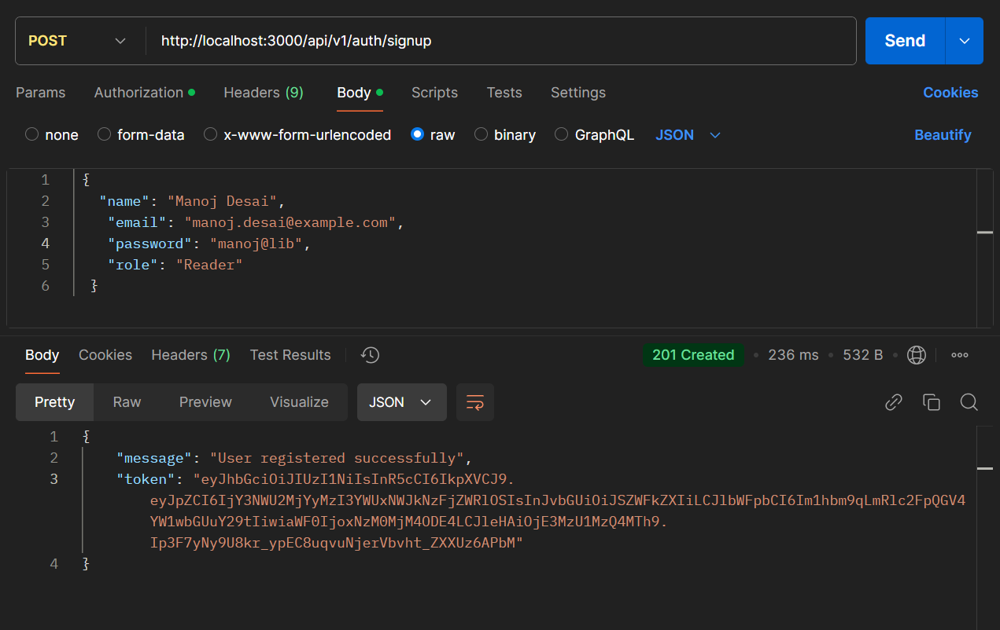 POST http://localhost:3000/api/v1/auth/signup Send
Params Authorization Headers (9) Body Scripts Tests Settings Cookies
none form-data x-www-form-urlencoded raw binary GraphQL JSON Beautify
1 {
2 "name": "Manoj Desai",
3 "email": "manoj.desai@example.com",
4 "password": "manoj@lib",
5 "role": "Reader"
6 }
Body Cookies Headers (7) Test Results 201 Created • 236 ms • 532 B •
Pretty Raw Preview Visualize JSON
1 {
2 "message": "User registered successfully",
3 "token": "eyJhbGciOiJIUzI1NiIsInR5cCI6IkpXVCJ9.
eyJpZCI6IjY3NWU2MjYyMzI3YWUxNWJkNzFjZWRlOSIsInJvbGUiOiJSZWFkZXIiLCJlbWFpbCI6Im1hbm9qLmRlc2FpQGV4
YW1wbGUuY29tIiwiaWF0IjoxNzM0MjM4ODE4LCJleHAiOjE3MzU1MzQ4MTh9.
Ip3F7yNy9U8kr_ypEC8uqvuNjerVbvht_ZXXUz6APbM"
4 }